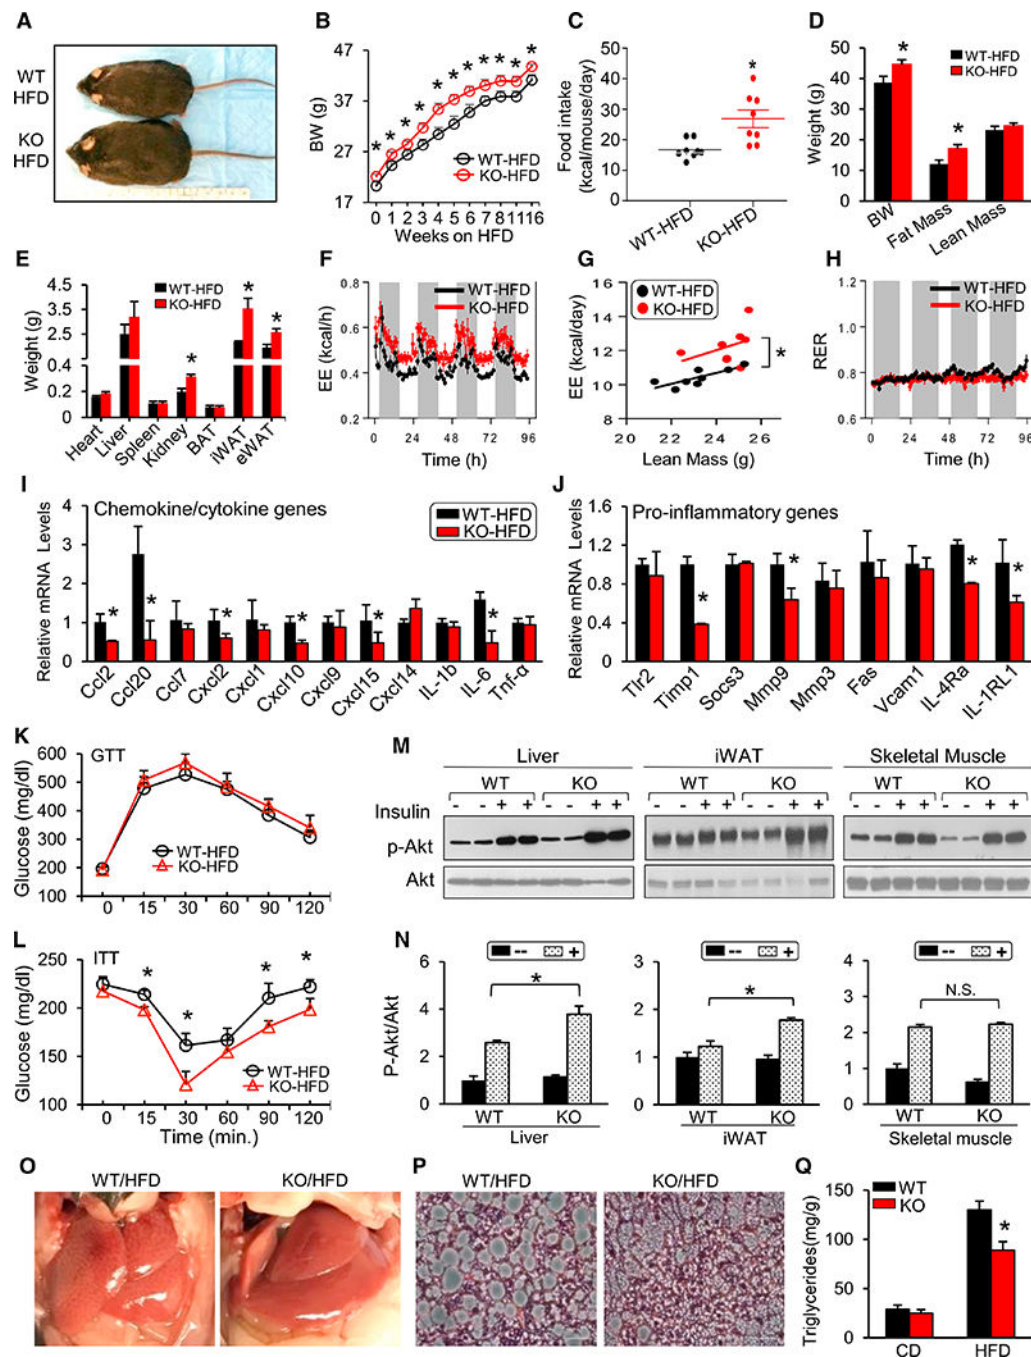 A
WT
HFD
KO
HFD
B
BW (g)
47
37
27
17
WT-HFD
KO-HFD
0 1 2 3 4 5 6 7 8 11 16
Weeks on HFD
C
Food intake
(kcal/mouse/day)
50
40
30
20
10
0
WT-HFD
KO-HFD
D
Weight (g)
50
40
30
20
10
0
WT-HFD
KO-HFD
BW
Fat Mass
Lean Mass
E
Weight (g)
4.5
2.5
0.4
0.2
0
WT-HFD
KO-HFD
Heart
Liver
Spleen
Kidney
BAT
iWAT
eWAT
F
EE (kcal/h)
0.8
0.6
0.4
0.2
WT-HFD
KO-HFD
0 24 48 72 96
Time (h)
G
EE (kcal/day)
16
14
12
10
8
WT-HFD
KO-HFD
20 22 24 26
Lean Mass (g)
H
RER
1.0
0.8
0.6
WT-HFD
KO-HFD
0 24 48 72 96
Time (h)
I
Relative mRNA Levels
Chemokine/cytokine genes
4
3
2
1
0
WT-HFD
KO-HFD
Ccl2
Ccl20
Ccl7
Cxcl2
Cxcl1
Cxcl10
Cxcl9
Cxcl15
Cxcl14
IL-1b
IL-6
Tnf-α
J
Relative mRNA Levels
Pro-inflammatory genes
1.6
1.2
0.8
0.4
0
Tlr2
Timp1
Socs3
Mmp9
Mmp3
Fas
Vcam1
IL-4Ra
IL-1RL1
K
GTT
Glucose (mg/dl)
600
500
400
300
200
100
WT-HFD
KO-HFD
0 15 30 60 90 120
L
ITT
Glucose (mg/dl)
250
200
150
100
WT-HFD
KO-HFD
0 15 30 60 90 120
Time (min.)
M
Liver iWAT Skeletal Muscle
WT KO WT KO WT KO
Insulin - - + + - - + + - - + + - - + + - - + + - - + +
p-Akt
Akt
N
P-Akt/Akt
-- +
6
4
2
0
WT KO
Liver
-- +
3
2
1
0
WT KO
iWAT
-- +
4
3
2
1
0
N.S.
WT KO
Skeletal muscle
O
WT/HFD KO/HFD
P
WT/HFD KO/HFD
Q
Triglycerides(mg/g)
150
100
50
0
WT
KO
CD HFD